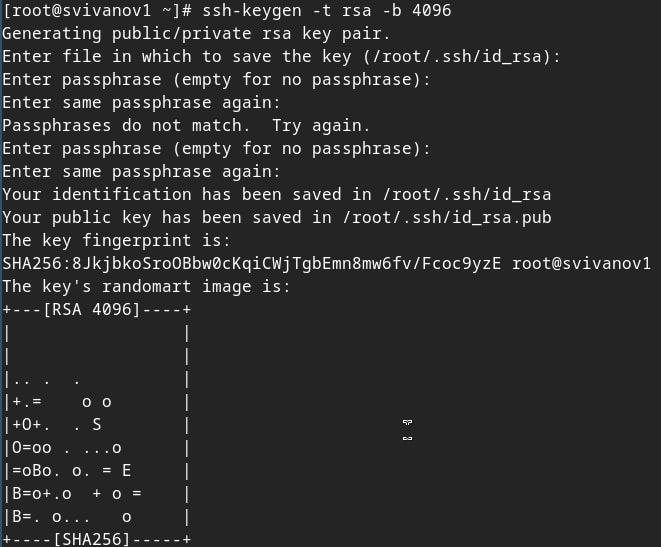 [root@svivanov1 ~]# ssh-keygen -t rsa -b 4096
Generating public/private rsa key pair.
Enter file in which to save the key (/root/.ssh/id_rsa):
Enter passphrase (empty for no passphrase):
Enter same passphrase again:
Passphrases do not match.  Try again.
Enter passphrase (empty for no passphrase):
Enter same passphrase again:
Your identification has been saved in /root/.ssh/id_rsa
Your public key has been saved in /root/.ssh/id_rsa.pub
The key fingerprint is:
SHA256:8JkjbkoSroOBbw0cKqiCWjTgbEmn8mw6fv/Fcoc9yzE root@svivanov1
The key's randomart image is:
+---[RSA 4096]----+
|                 |
|                 |
|.. .  .          |
|+.=    o o       |
|+O+.  . S        |
|O=oo . ...o      |
|=oBo. o. = E     |
|B=o+.o  + o =    |
|B=. o...   o     |
+----[SHA256]-----+